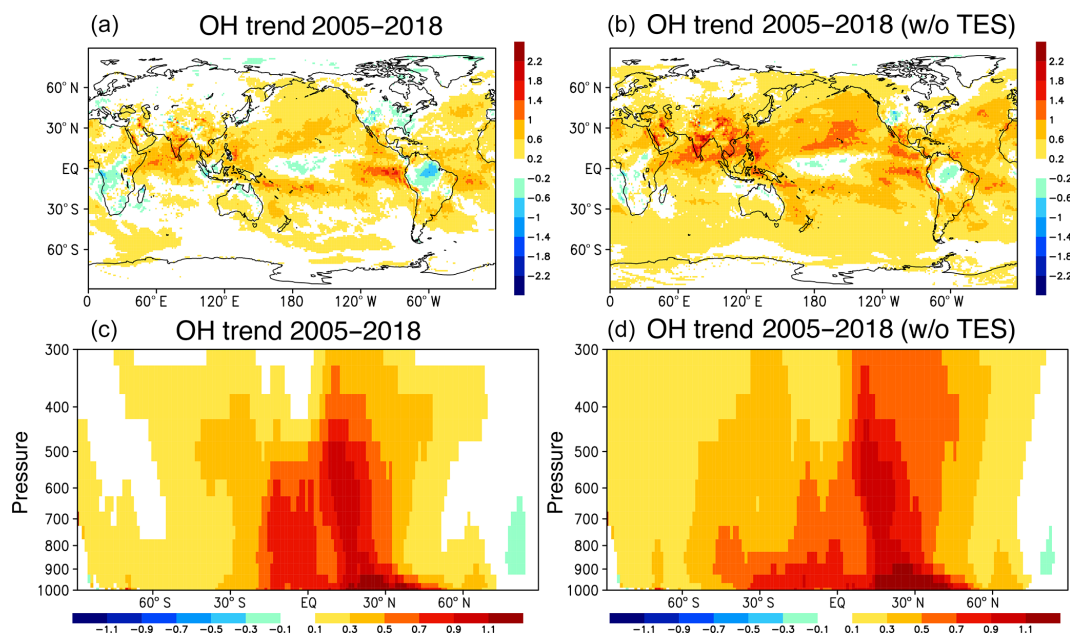 (a) OH trend 2005–2018
60° N
30° N
EQ
30° S
60° S
0 60° E 120° E 180 120° W 60° W
2.2
1.8
1.4
1
0.6
0.2
−0.2
−0.6
−1
−1.4
−1.8
−2.2
(b) OH trend 2005–2018 (w/o TES)
60° N
30° N
EQ
30° S
60° S
0 60° E 120° E 180 120° W 60° W
2.2
1.8
1.4
1
0.6
0.2
−0.2
−0.6
−1
−1.4
−1.8
−2.2
(c) OH trend 2005–2018
Pressure
300
400
500
600
700
800
900
1000
60° S 30° S EQ 30° N 60° N
−1.1 −0.9 −0.7 −0.5 −0.3 −0.1 0.1 0.3 0.5 0.7 0.9 1.1
(d) OH trend 2005–2018 (w/o TES)
Pressure
300
400
500
600
700
800
900
1000
60° S 30° S EQ 30° N 60° N
−1.1 −0.9 −0.7 −0.5 −0.3 −0.1 0.1 0.3 0.5 0.7 0.9 1.1